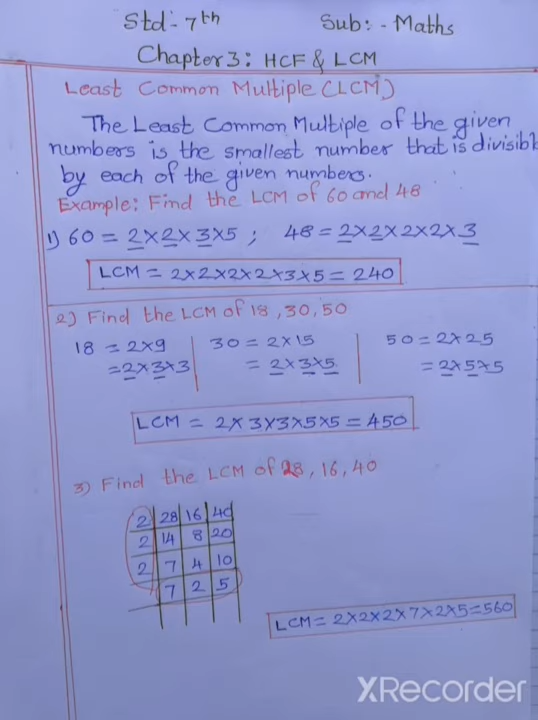 Std:- 7th Sub: - Maths
Chapter 3: HCF & LCM
Least Common Multiple (LCM)
The Least Common Multiple of the given
numbers is the smallest number that is divisibl
by each of the given numbers.
Example: Find the LCM of 60 and 48
1) 60 = 2×2×3×5 ; 48 = 2×2×2×2×3
LCM = 2×2×2×2×3×5 = 240
2) Find the LCM of 18, 30, 50
18 = 2×9 30 = 2×15 50 = 2×25
= 2×3×3 = 2×3×5 = 2×5×5
LCM = 2×3×3×5×5 = 450
3) Find the LCM of 28, 16, 40
2 28 16 40
2 14 8 20
2 7 4 10
7 2 5
LCM = 2×2×2×7×2×5=560
XRecorder